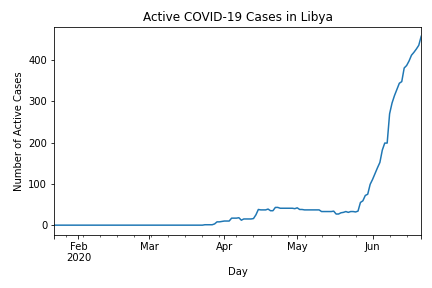 Active COVID-19 Cases in Libya
Number of Active Cases
400
300
200
100
0
Feb
2020
Mar
Apr
May
Jun
Day